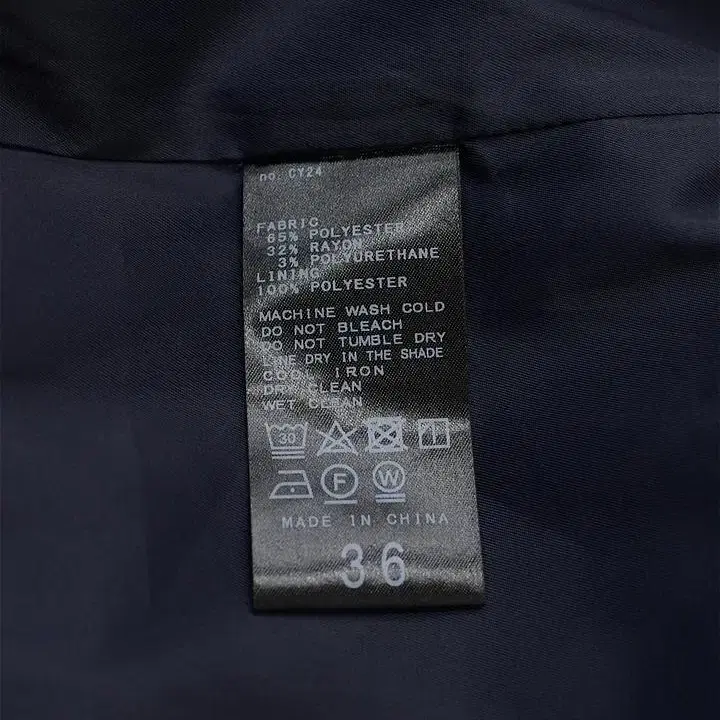 no. CY24
FABRIC
65% POLYESTER
32% RAYON
3% POLYURETHANE
LINING
100% POLYESTER
MACHINE WASH COLD
DO NOT BLEACH
DO NOT TUMBLE DRY
LINE DRY IN THE SHADE
COOL IRON
DRY CLEAN
WET CLEAN
30
F W
MADE IN CHINA
36